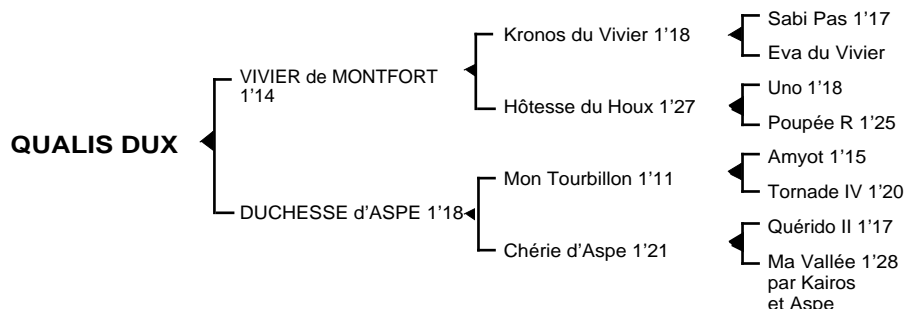 QUALIS DUX
VIVIER de MONTFORT
1’14
DUCHESSE d’ASPE 1’18
Kronos du Vivier 1’18
Hôtesse du Houx 1’27
Mon Tourbillon 1’11
Chérie d’Aspe 1’21
Sabi Pas 1’17
Eva du Vivier
Uno 1’18
Poupée R 1’25
Amyot 1’15
Tornade IV 1’20
Quérido II 1’17
Ma Vallée 1’28
par Kairos
et Aspe